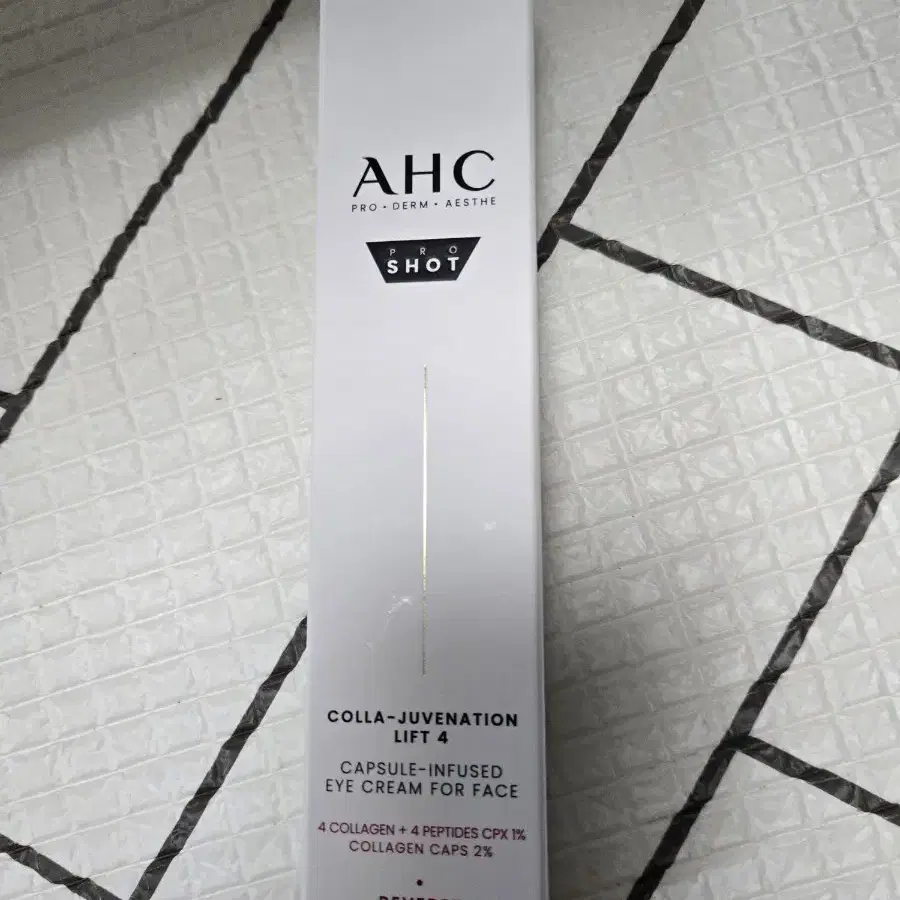 AHC
PRO • DERM • AESTHE
PRO
SHOT
COLLA-JUVENATION
LIFT 4
CAPSULE-INFUSED
EYE CREAM FOR FACE
4 COLLAGEN + 4 PEPTIDES CPX 1%
COLLAGEN CAPS 2%
•